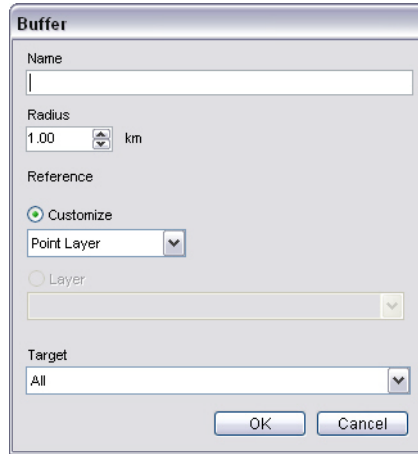 Buffer
Name
Radius
1.00 km
Reference
Customize
Point Layer
Layer
Target
All
OK Cancel